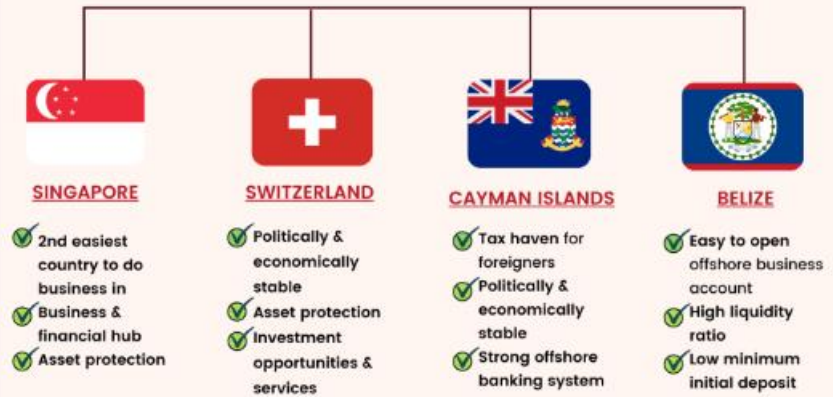 SINGAPORE
2nd easiest
country to do
business in
Business &
financial hub
Asset protection
SWITZERLAND
Politically &
economically
stable
Asset protection
Investment
opportunities &
services
CAYMAN ISLANDS
Tax haven for
foreigners
Politically &
economically
stable
Strong offshore
banking system
BELIZE
Easy to open
offshore business
account
High liquidity
ratio
Low minimum
initial deposit